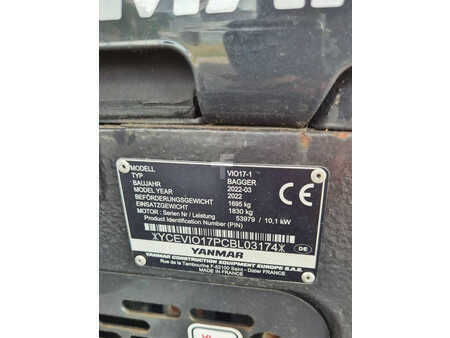 MODELL VIO17-1
TYP BAGGER
BAUJAHR 2022-03
MODEL YEAR 2022
BEFÖRDERUNGSGEWICHT 1695 kg
EINSATZGEWICHT 1830 kg
MOTOR : Serien Nr / Leistung 53979 / 10,1 kW
Product Identification Number (PIN)
*YCEVIO17PCBL03174* DE
YANMAR
YANMAR CONSTRUCTION EQUIPMENT EUROPE S.A.S.
Rue de la Tambourine F-52100 Saint - Dizier FRANCE
MADE IN FRANCE
CE